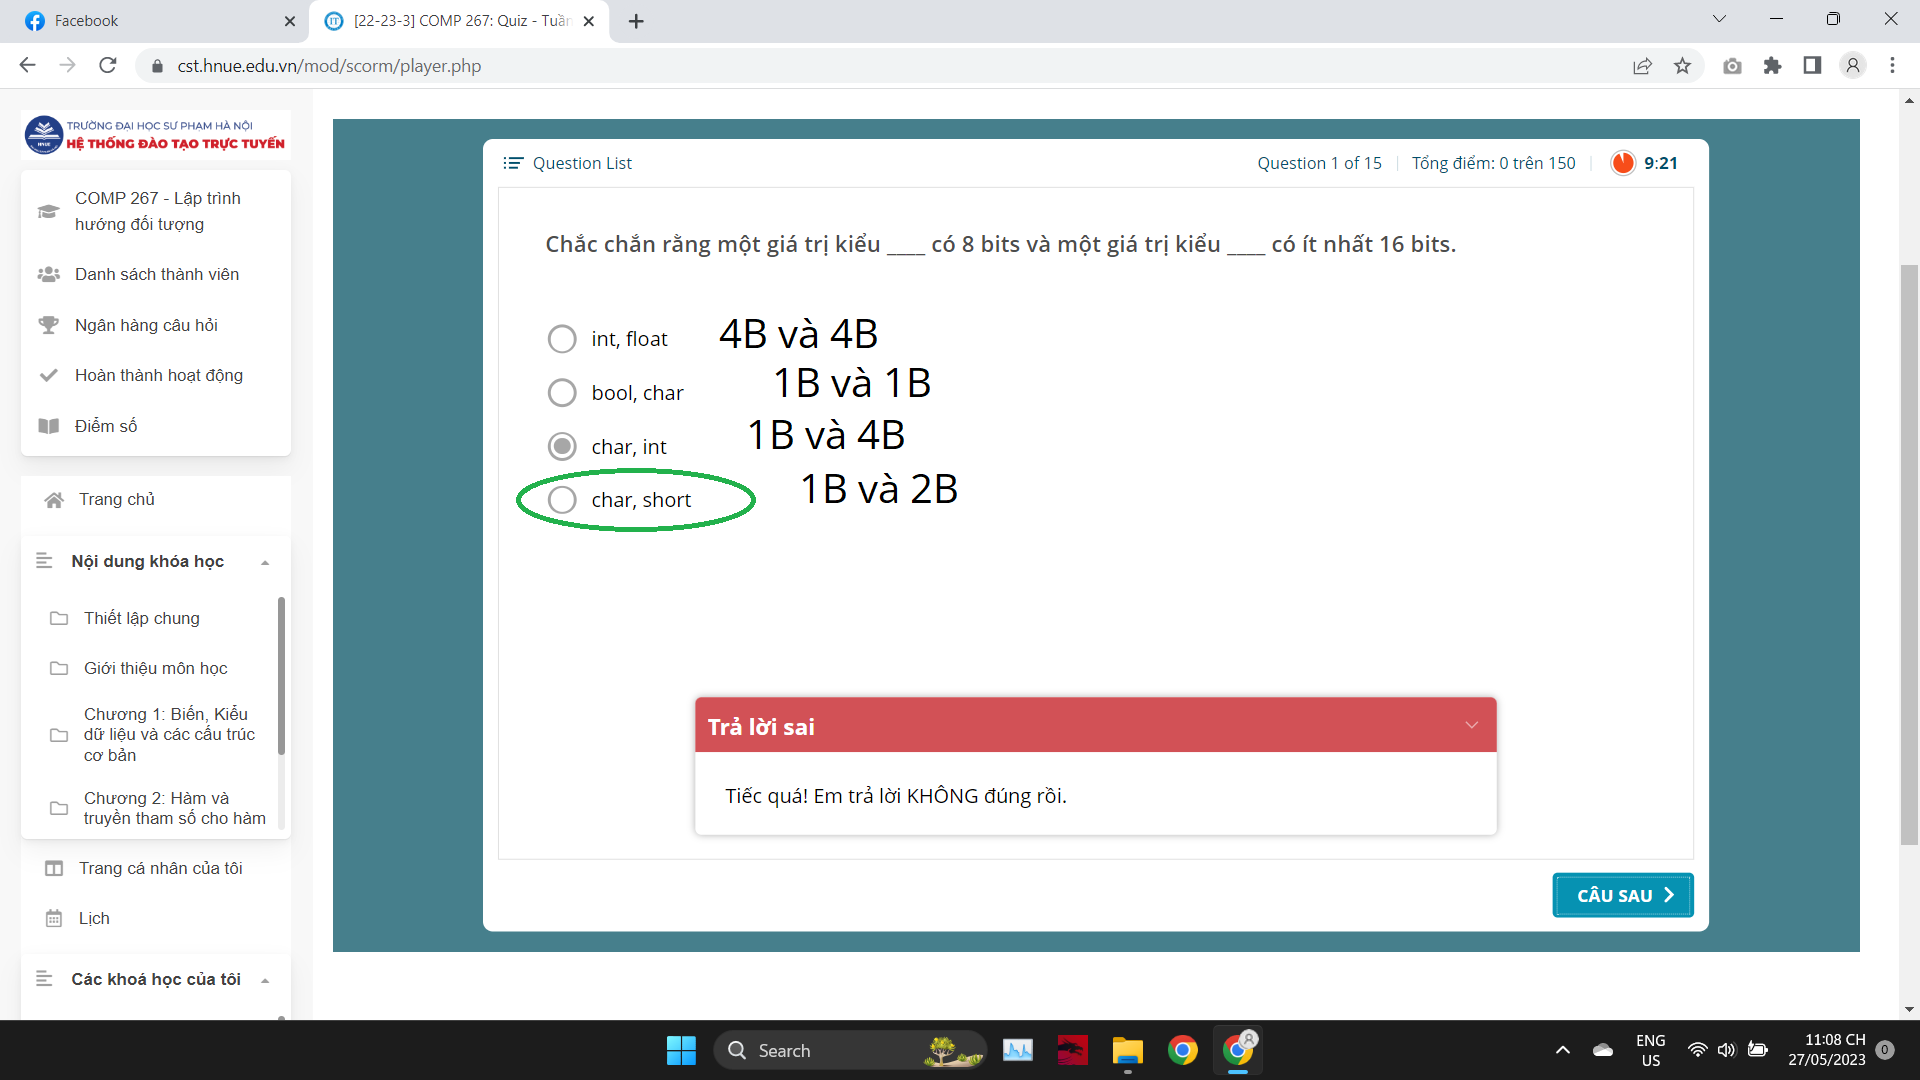 Facebook
[22-23-3] COMP 267: Quiz - Tuần
cst.hnue.edu.vn/mod/scorm/player.php
TRƯỜNG ĐẠI HỌC SƯ PHẠM HÀ NỘI
HỆ THỐNG ĐÀO TẠO TRỰC TUYẾN
HNUE
COMP 267 - Lập trình
hướng đối tượng
Danh sách thành viên
Ngân hàng câu hỏi
Hoàn thành hoạt động
Điểm số
Trang chủ
Nội dung khóa học
Thiết lập chung
Giới thiệu môn học
Chương 1: Biến, Kiểu
dữ liệu và các cấu trúc
cơ bản
Chương 2: Hàm và
truyền tham số cho hàm
Trang cá nhân của tôi
Lịch
Các khoá học của tôi
Question List
Question 1 of 15
Tổng điểm: 0 trên 150
9:21
Chắc chắn rằng một giá trị kiểu ____ có 8 bits và một giá trị kiểu ____ có ít nhất 16 bits.
int, float 4B và 4B
bool, char 1B và 1B
char, int 1B và 4B
char, short 1B và 2B
Trả lời sai
Tiếc quá! Em trả lời KHÔNG đúng rồi.
CÂU SAU
Search
ENG
US
11:08 CH
27/05/2023
0